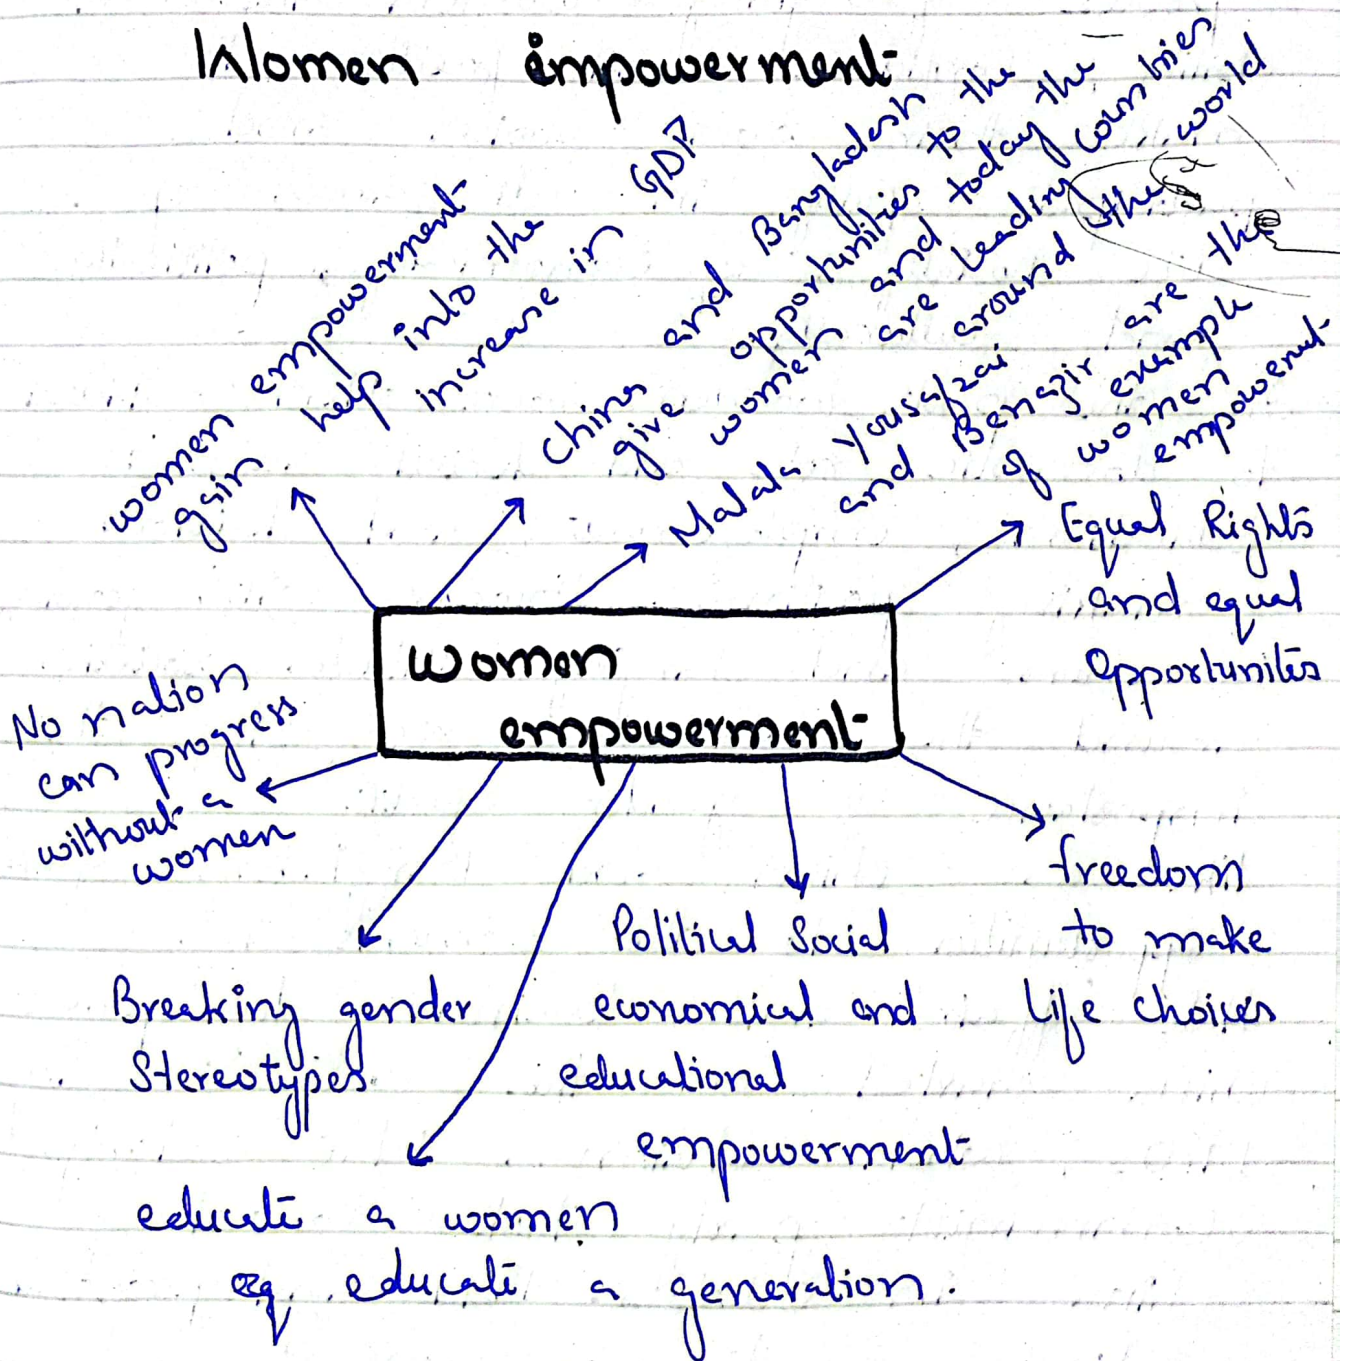 Women empowerment
women empowerment
gain help into the
increase in GDP
China and Bangladesh
give opportunities to the
women and today the
women are leading countries
around the world
Malala Yousafzai
and Benazir are the
of example
women
empowerment
Equal Rights
and equal
opportunities
women
empowerment
No nation
can progress
without a
women
freedom
to make
life choices
Political Social
economical and
educational
empowerment
Breaking gender
Stereotypes
educate a women
educate a generation.